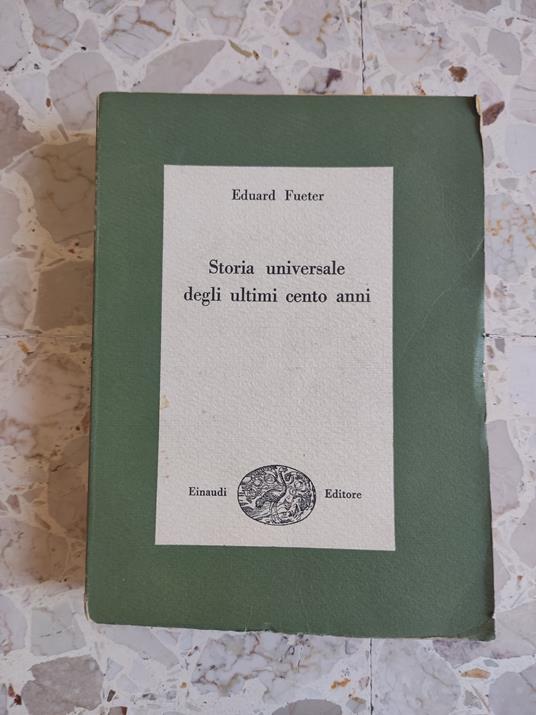 Eduard Fueter
Storia universale
degli ultimi cento anni
Einaudi Editore